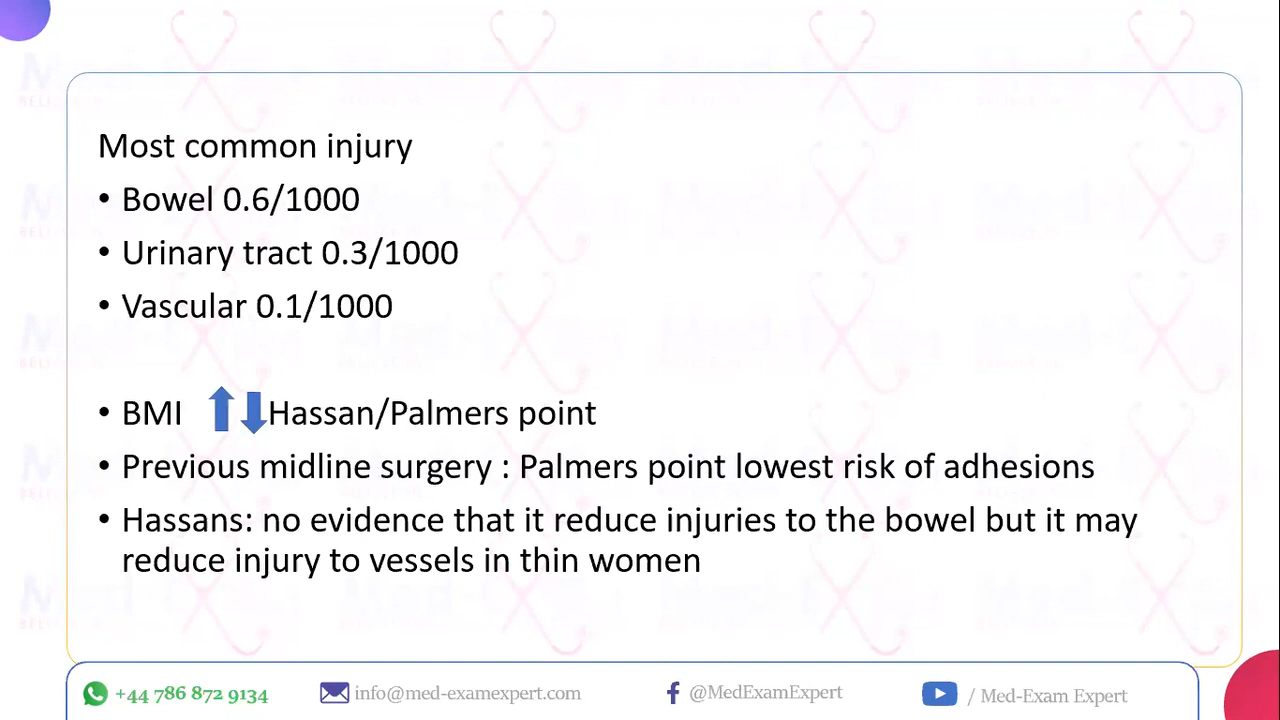 Most common injury
• Bowel 0.6/1000
• Urinary tract 0.3/1000
• Vascular 0.1/1000
• BMI Hassan/Palmers point
• Previous midline surgery : Palmers point lowest risk of adhesions
• Hassans: no evidence that it reduce injuries to the bowel but it may
reduce injury to vessels in thin women
+44 786 872 9134
info@med-examexpert.com
@MedExamExpert
/ Med-Exam Expert